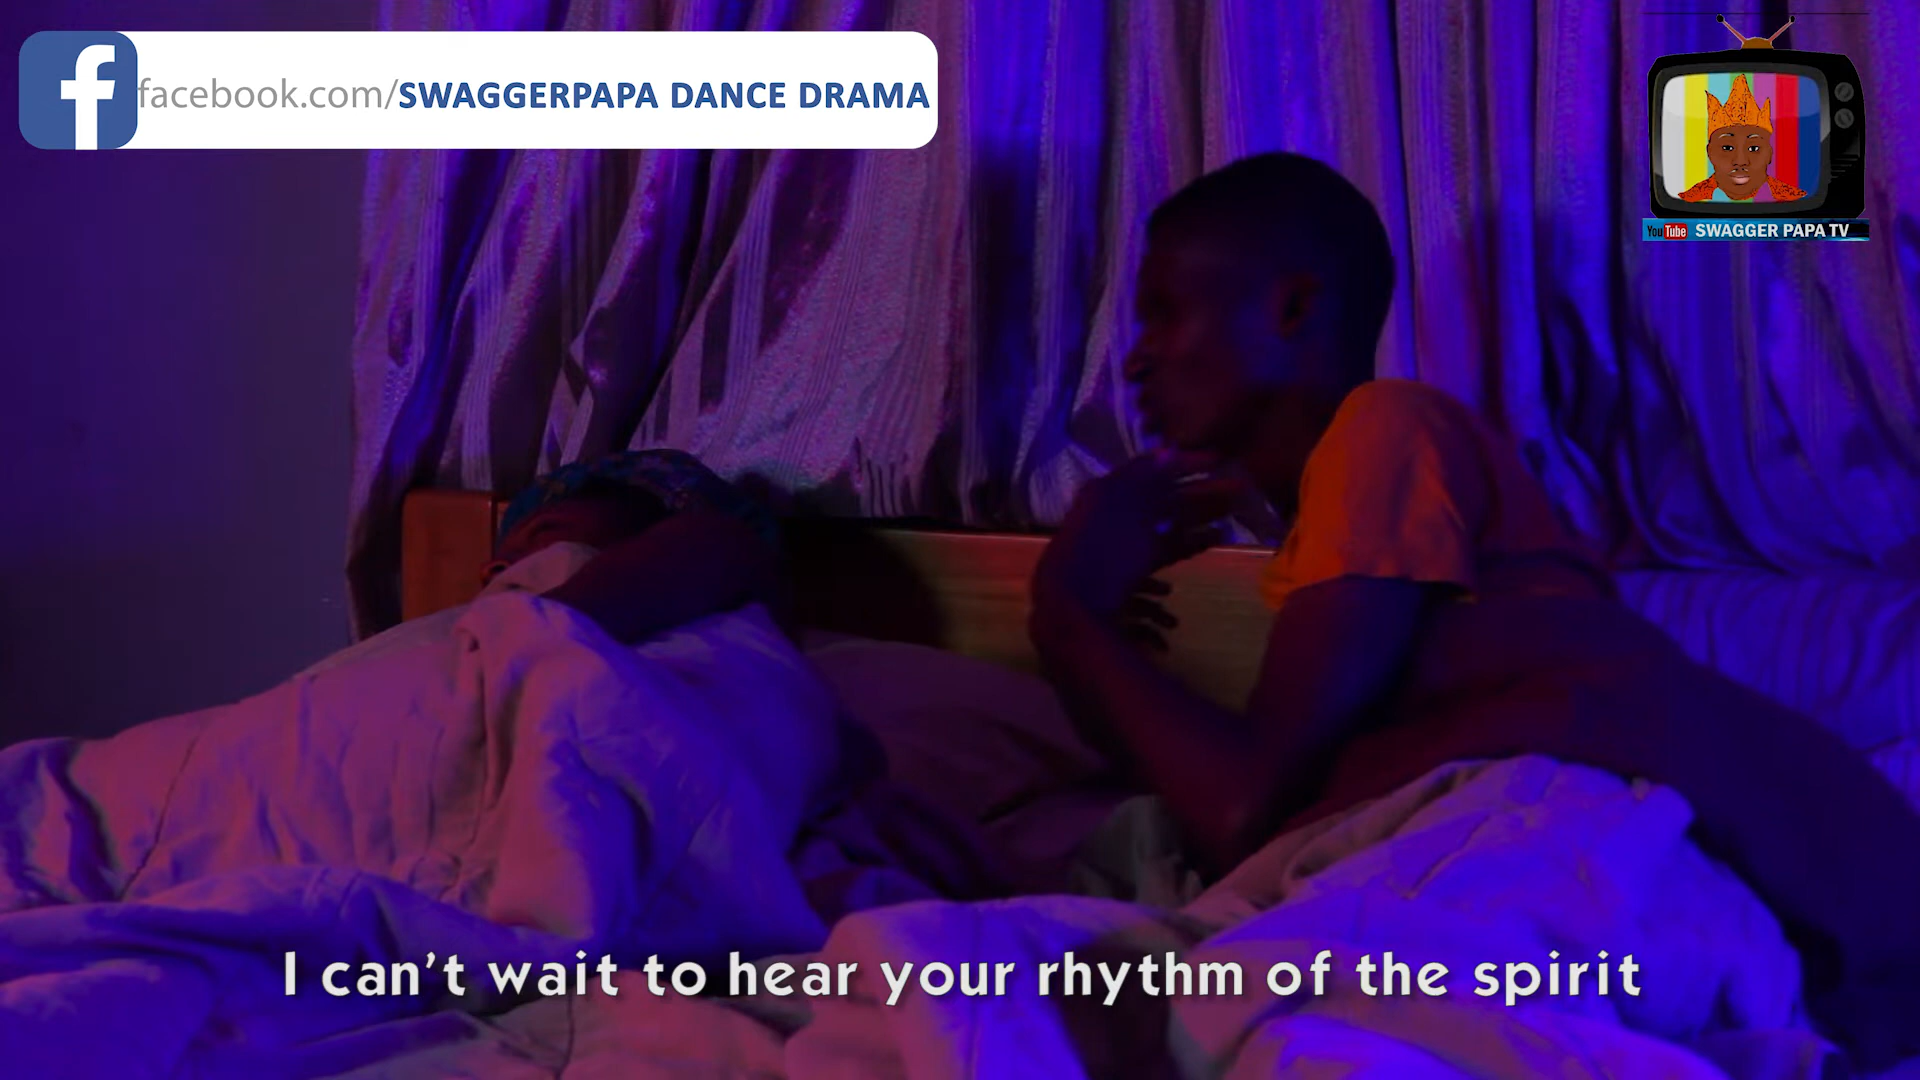 facebook.com/SWAGGERPAPA DANCE DRAMA
YouTube SWAGGER PAPA TV
I can't wait to hear your rhythm of the spirit